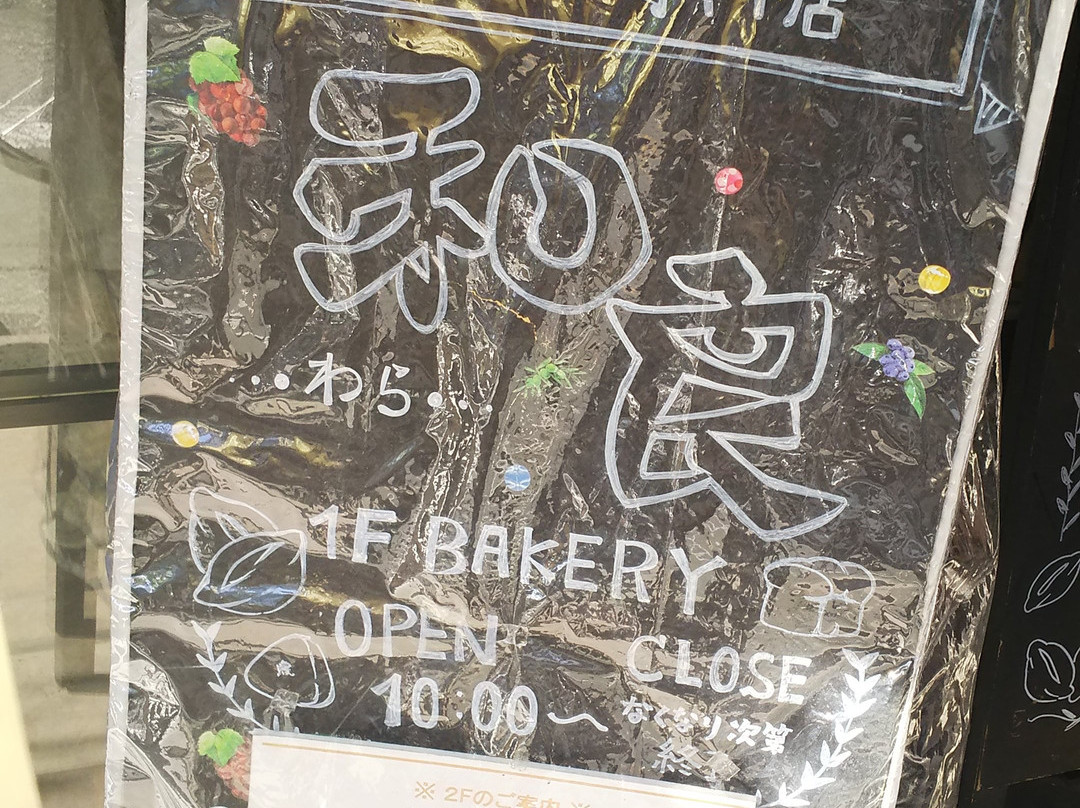 店
和
良
...わら...
1F BAKERY
OPEN
CLOSE
10:00〜
なくなり次第
終
※ 2Fのご案内 ※